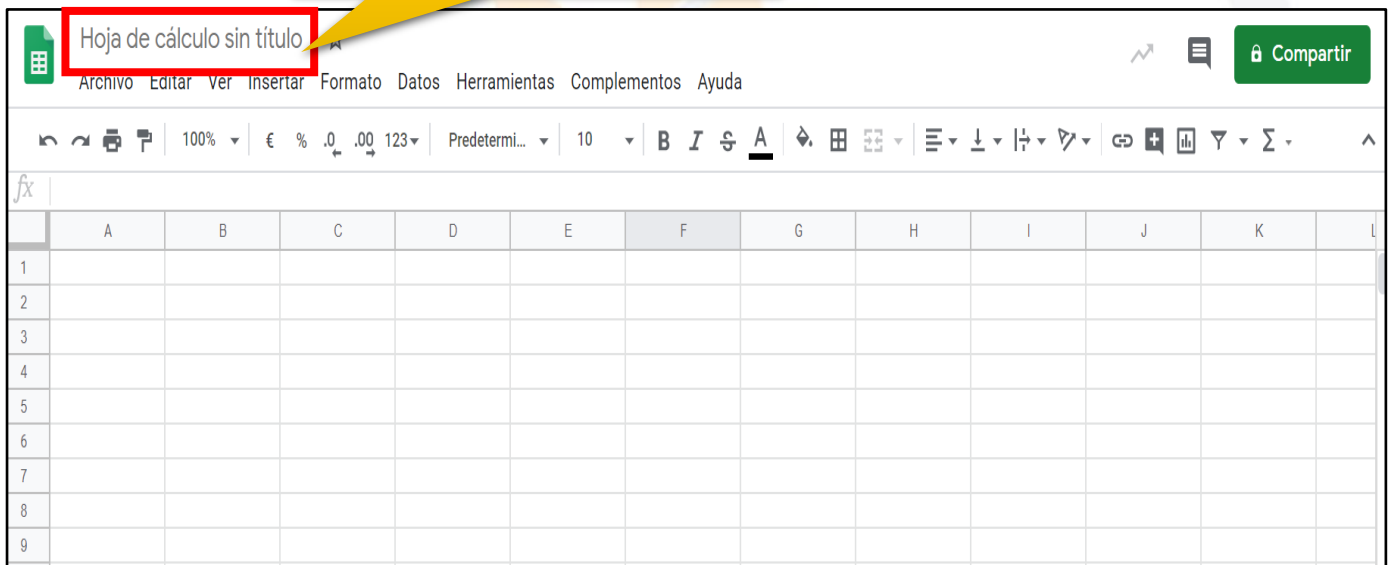 Hoja de cálculo sin título
Compartir
Archivo Editar Ver Insertar Formato Datos Herramientas Complementos Ayuda
100% € % .0 .00 123 Predetermi... 10 B I S A Σ
fx
A B C D E F G H I J K L
1
2
3
4
5
6
7
8
9